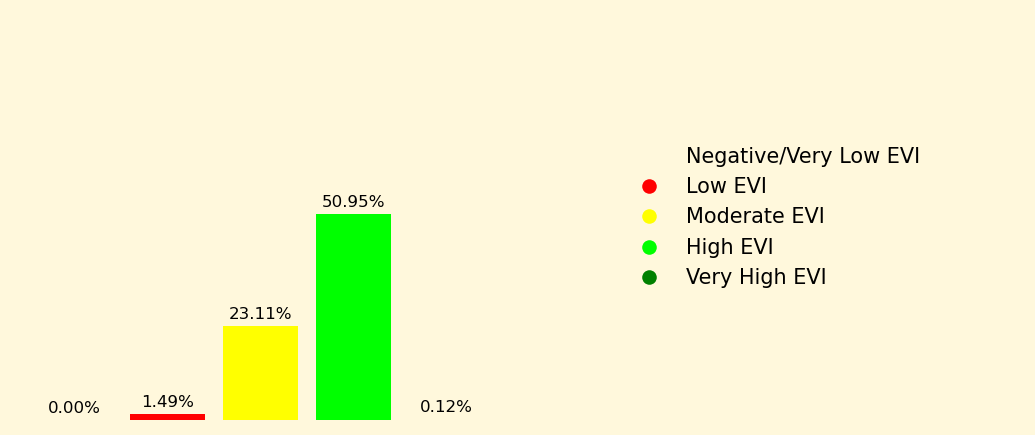 50.95%
23.11%
1.49%
0.00%
0.12%
Negative/Very Low EVI
Low EVI
Moderate EVI
High EVI
Very High EVI